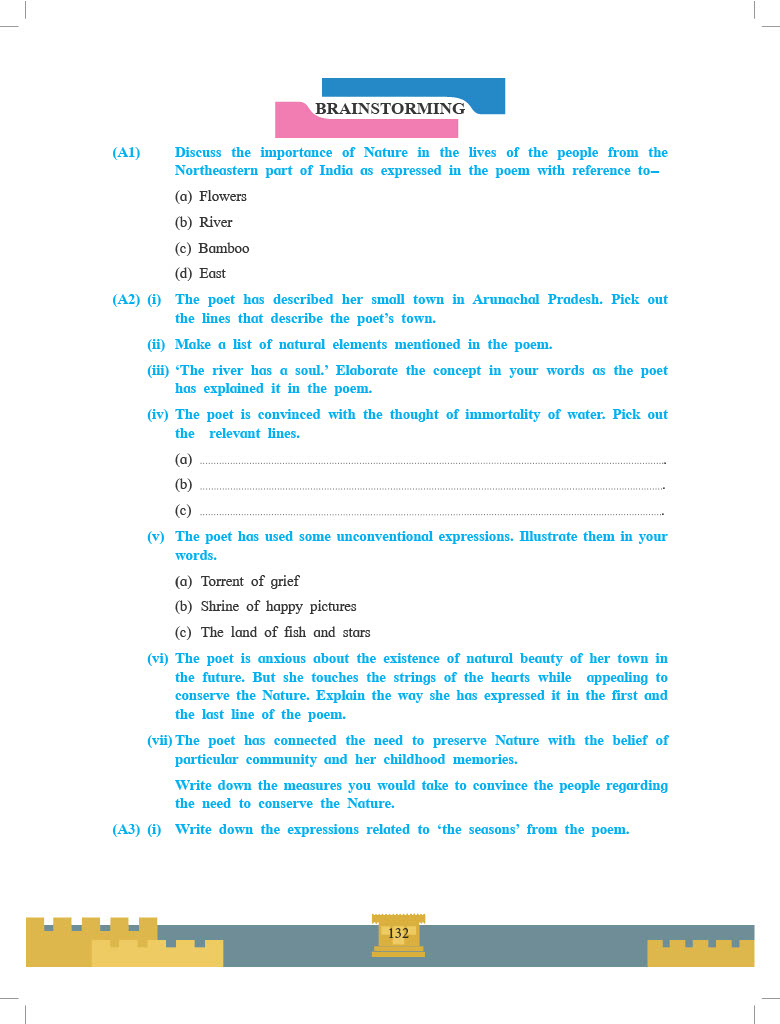 BRAINSTORMING
(A1) Discuss the importance of Nature in the lives of the people from the
Northeastern part of India as expressed in the poem with reference to–
(a) Flowers
(b) River
(c) Bamboo
(d) East
(A2) (i) The poet has described her small town in Arunachal Pradesh. Pick out
the lines that describe the poet’s town.
(ii) Make a list of natural elements mentioned in the poem.
(iii) ‘The river has a soul.’ Elaborate the concept in your words as the poet
has explained it in the poem.
(iv) The poet is convinced with the thought of immortality of water. Pick out
the relevant lines.
(a) ....................................................................................................
(b) ....................................................................................................
(c) ....................................................................................................
(v) The poet has used some unconventional expressions. Illustrate them in your
words.
(a) Torrent of grief
(b) Shrine of happy pictures
(c) The land of fish and stars
(vi) The poet is anxious about the existence of natural beauty of her town in
the future. But she touches the strings of the hearts while appealing to
conserve the Nature. Explain the way she has expressed it in the first and
the last line of the poem.
(vii) The poet has connected the need to preserve Nature with the belief of
particular community and her childhood memories.
Write down the measures you would take to convince the people regarding
the need to conserve the Nature.
(A3) (i) Write down the expressions related to ‘the seasons’ from the poem.
132